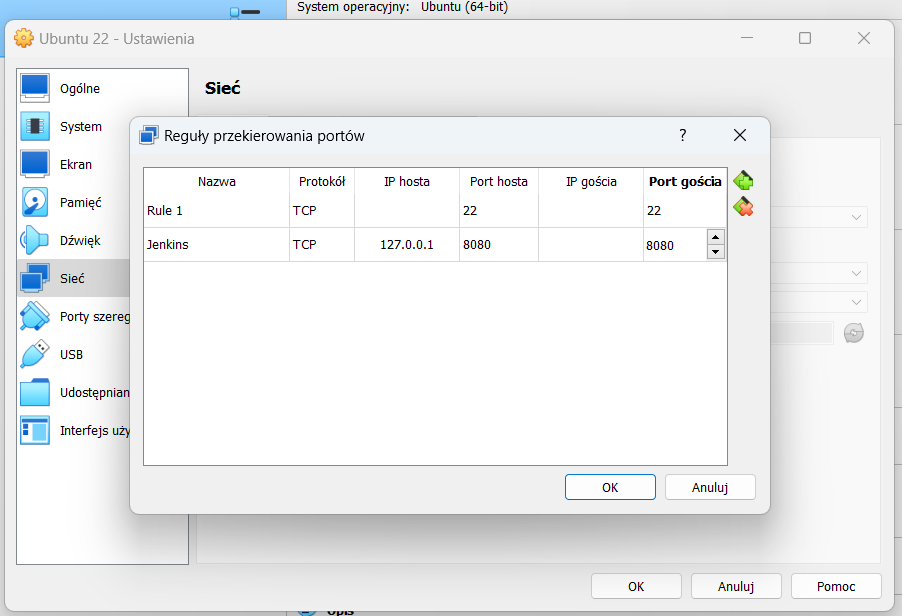 System operacyjny: Ubuntu (64-bit)
Ubuntu 22 - Ustawienia
Ogólne
System
Ekran
Pamięć
Dźwięk
Sieć
Porty szereg
USB
Udostępnian
Interfejs uży
Sieć
Reguły przekierowania portów
?
Nazwa Protokół IP hosta Port hosta IP gościa Port gościa
Rule 1 TCP 22 22
Jenkins TCP 127.0.0.1 8080 8080
OK Anuluj
OK Anuluj Pomoc
Opis